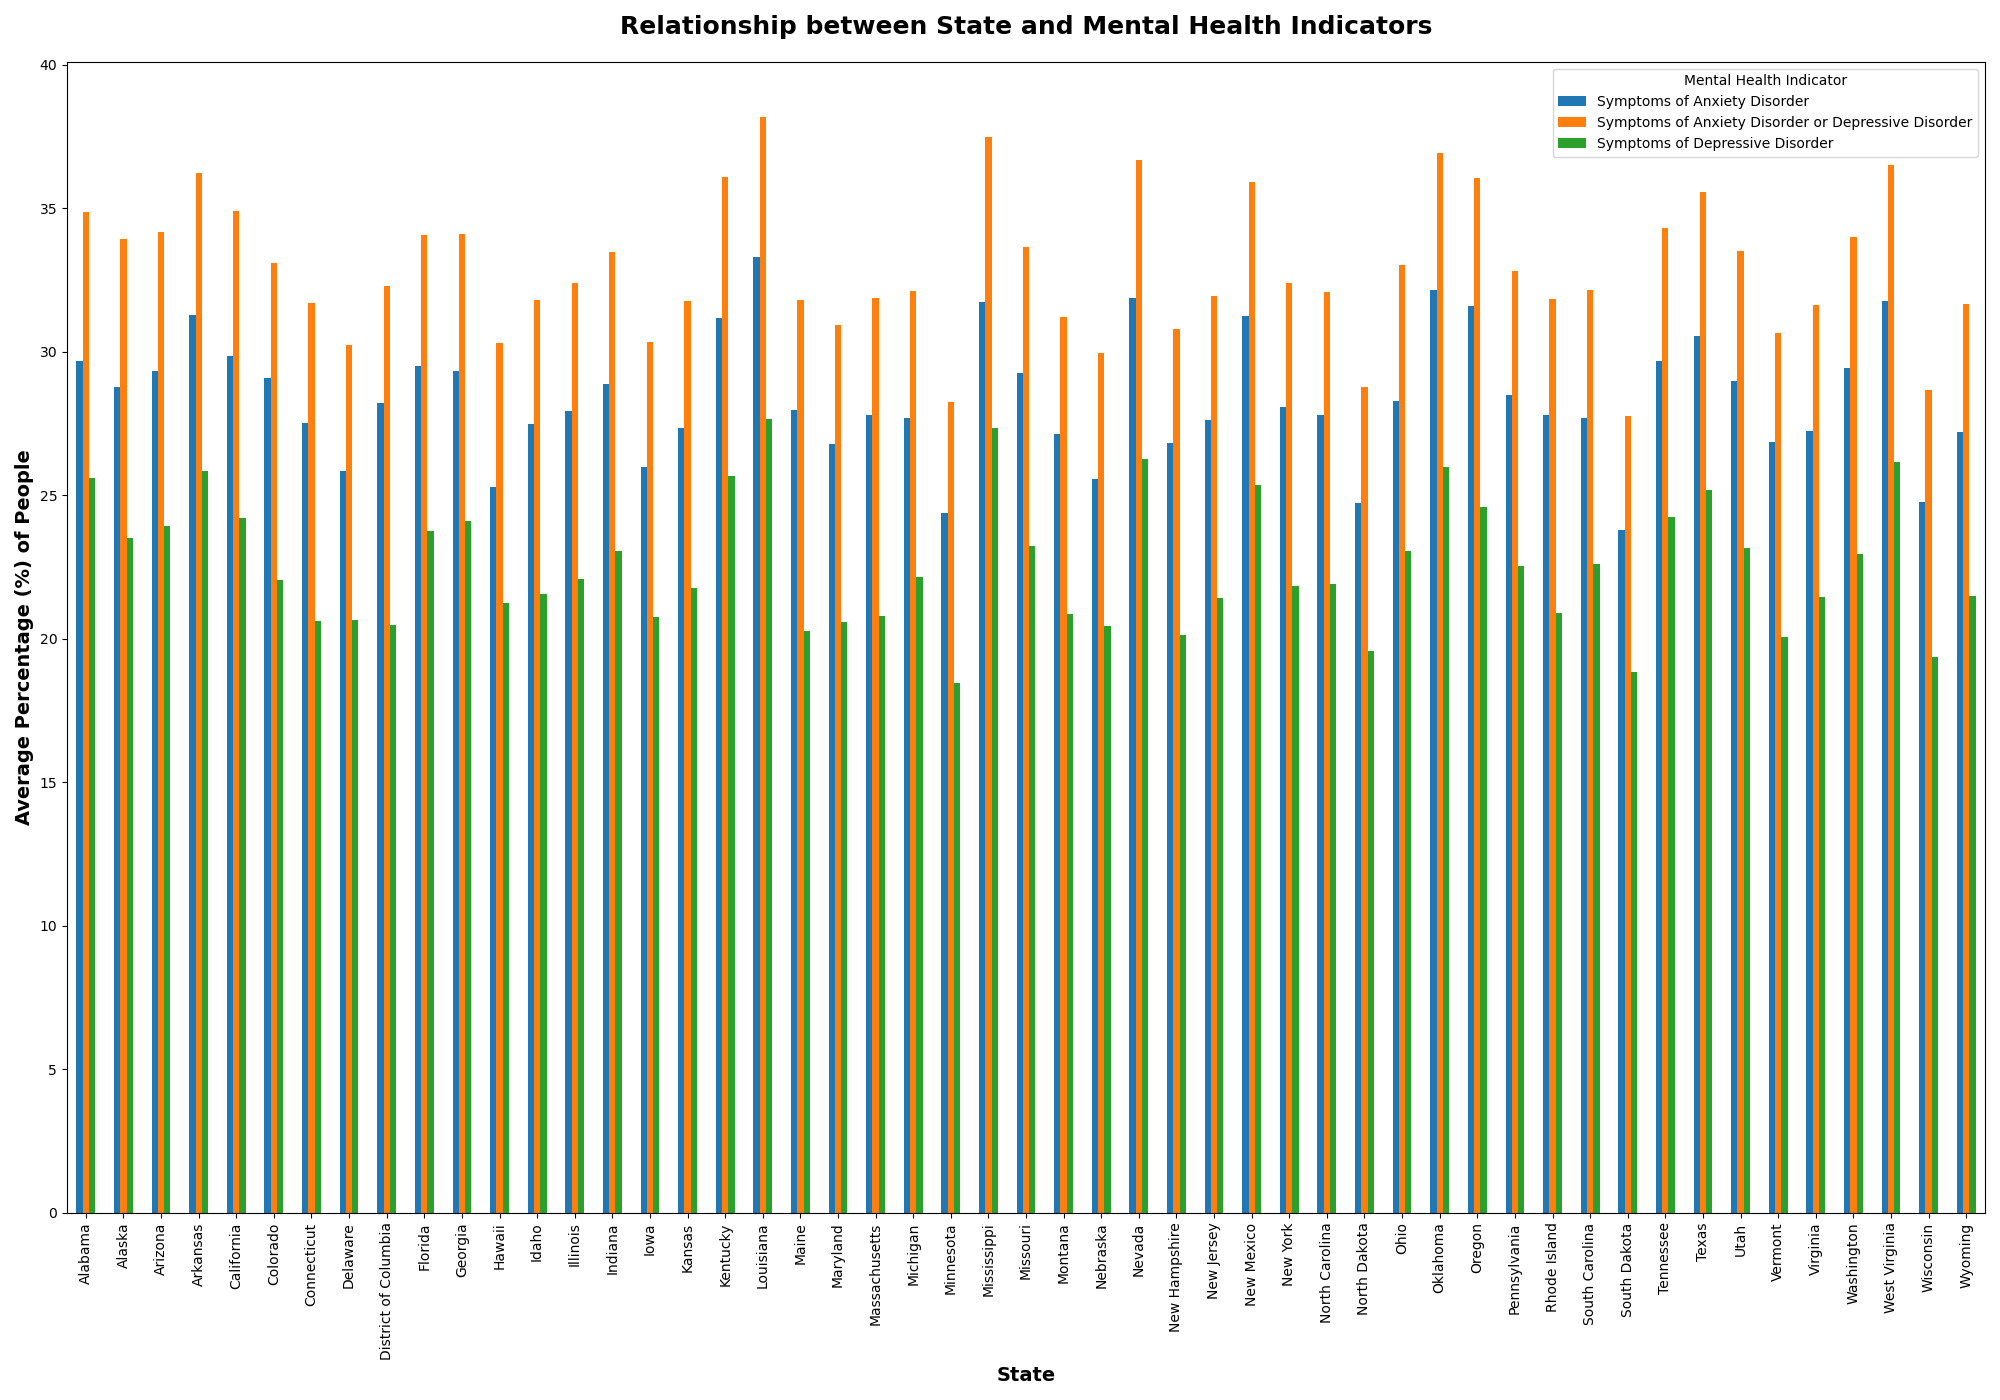 Relationship between State and Mental Health Indicators
Mental Health Indicator
Symptoms of Anxiety Disorder
Symptoms of Anxiety Disorder or Depressive Disorder
Symptoms of Depressive Disorder
Average Percentage (%) of People
40
35
30
25
20
15
10
5
0
Alabama
Alaska
Arizona
Arkansas
California
Colorado
Connecticut
Delaware
District of Columbia
Florida
Georgia
Hawaii
Idaho
Illinois
Indiana
Iowa
Kansas
Kentucky
Louisiana
Maine
Maryland
Massachusetts
Michigan
Minnesota
Mississippi
Missouri
Montana
Nebraska
Nevada
New Hampshire
New Jersey
New Mexico
New York
North Carolina
North Dakota
Ohio
Oklahoma
Oregon
Pennsylvania
Rhode Island
South Carolina
South Dakota
Tennessee
Texas
Utah
Vermont
Virginia
Washington
West Virginia
Wisconsin
Wyoming
State